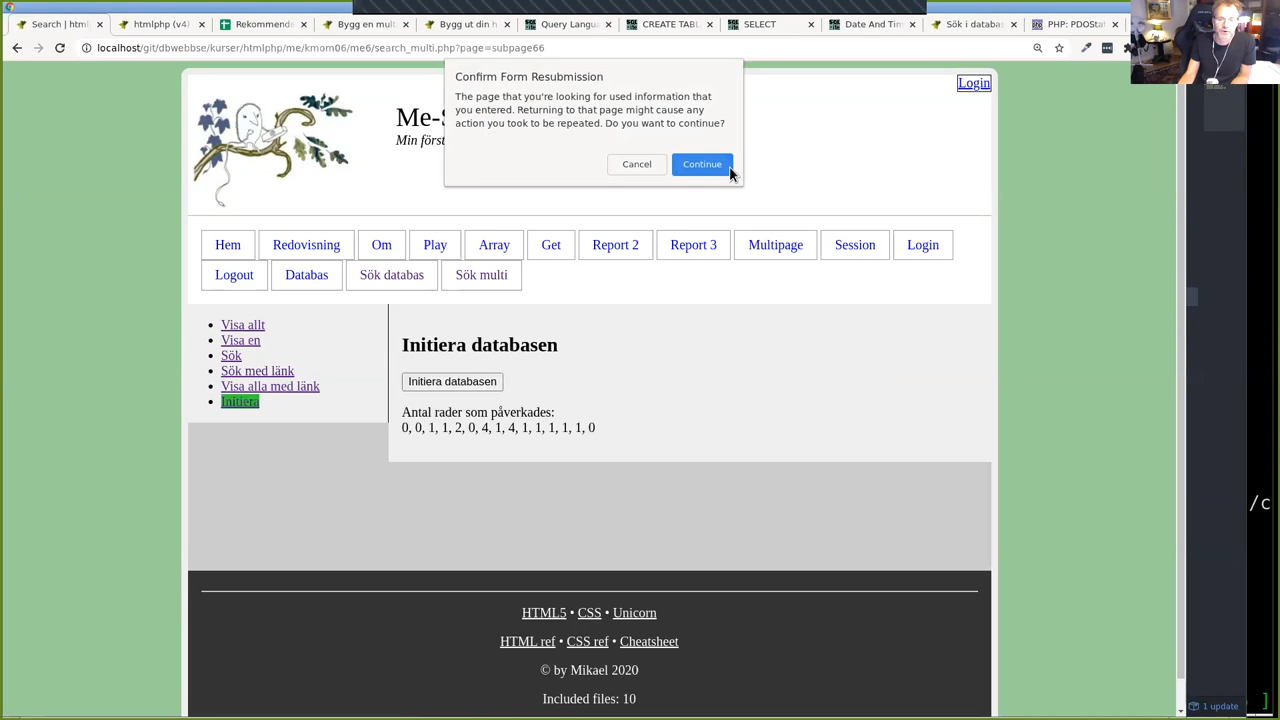 Search | html
htmlphp (v4)
Rekommende
Bygg en mult
Bygg ut din h
Query Langu
CREATE TABL
SELECT
Date And Tim
Sök i databas
PHP: PDOStat
localhost/git/dbwebbse/kurser/htmlphp/me/kmom06/me6/search_multi.php?page=subpage66
Confirm Form Resubmission
The page that you're looking for used information that
you entered. Returning to that page might cause any
action you took to be repeated. Do you want to continue?
Cancel
Continue
Login
Me-S
Min först
Hem
Redovisning
Om
Play
Array
Get
Report 2
Report 3
Multipage
Session
Login
Logout
Databas
Sök databas
Sök multi
Visa allt
Visa en
Sök
Sök med länk
Visa alla med länk
Initiera
Initiera databasen
Initiera databasen
Antal rader som påverkades:
0, 0, 1, 1, 2, 0, 4, 1, 4, 1, 1, 1, 1, 1, 0
HTML5 • CSS • Unicorn
HTML ref • CSS ref • Cheatsheet
© by Mikael 2020
Included files: 10
/c
1 update
]